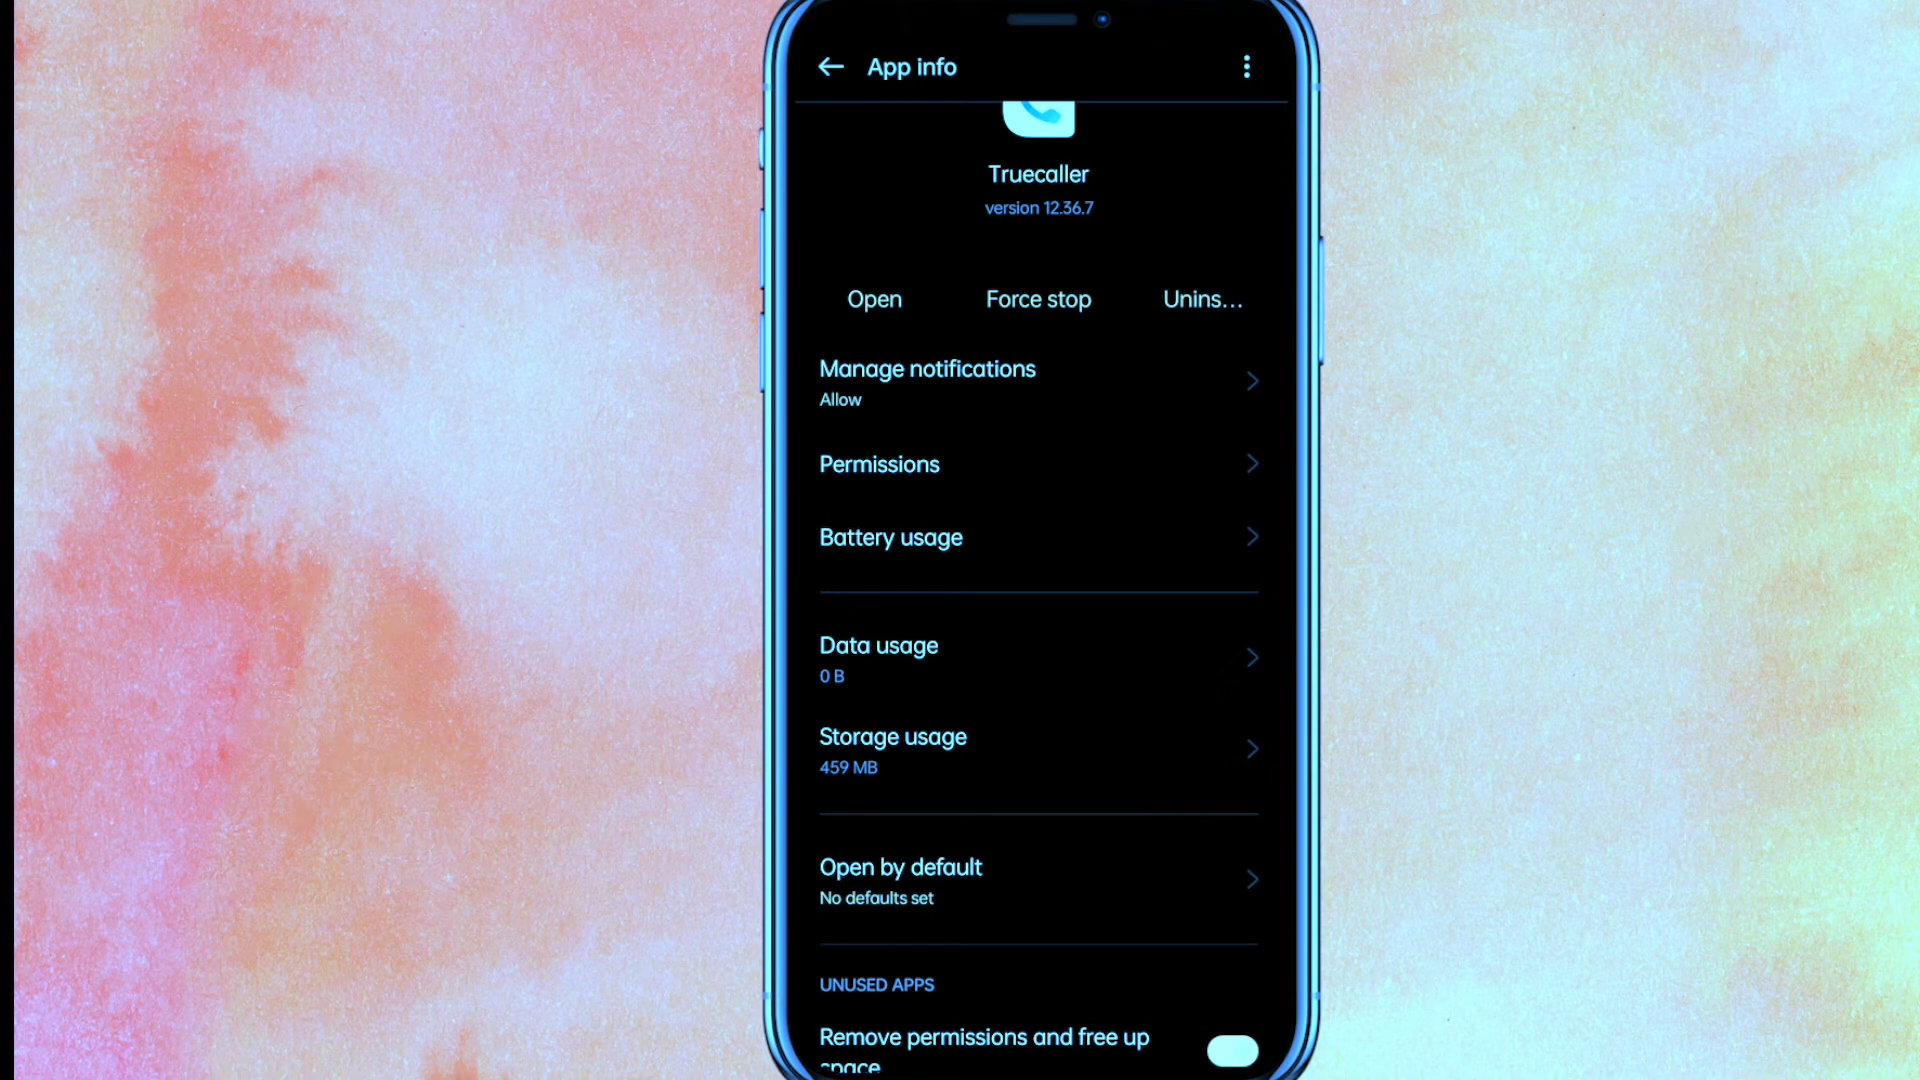 App info
Truecaller
version 12.36.7
Open
Force stop
Unins...
Manage notifications
Allow
Permissions
Battery usage
Data usage
0 B
Storage usage
459 MB
Open by default
No defaults set
UNUSED APPS
Remove permissions and free up
space